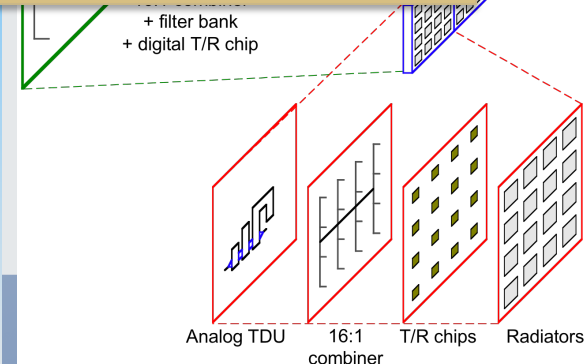 + filter bank
+ digital T/R chip
Analog TDU
16:1
combiner
T/R chips
Radiators